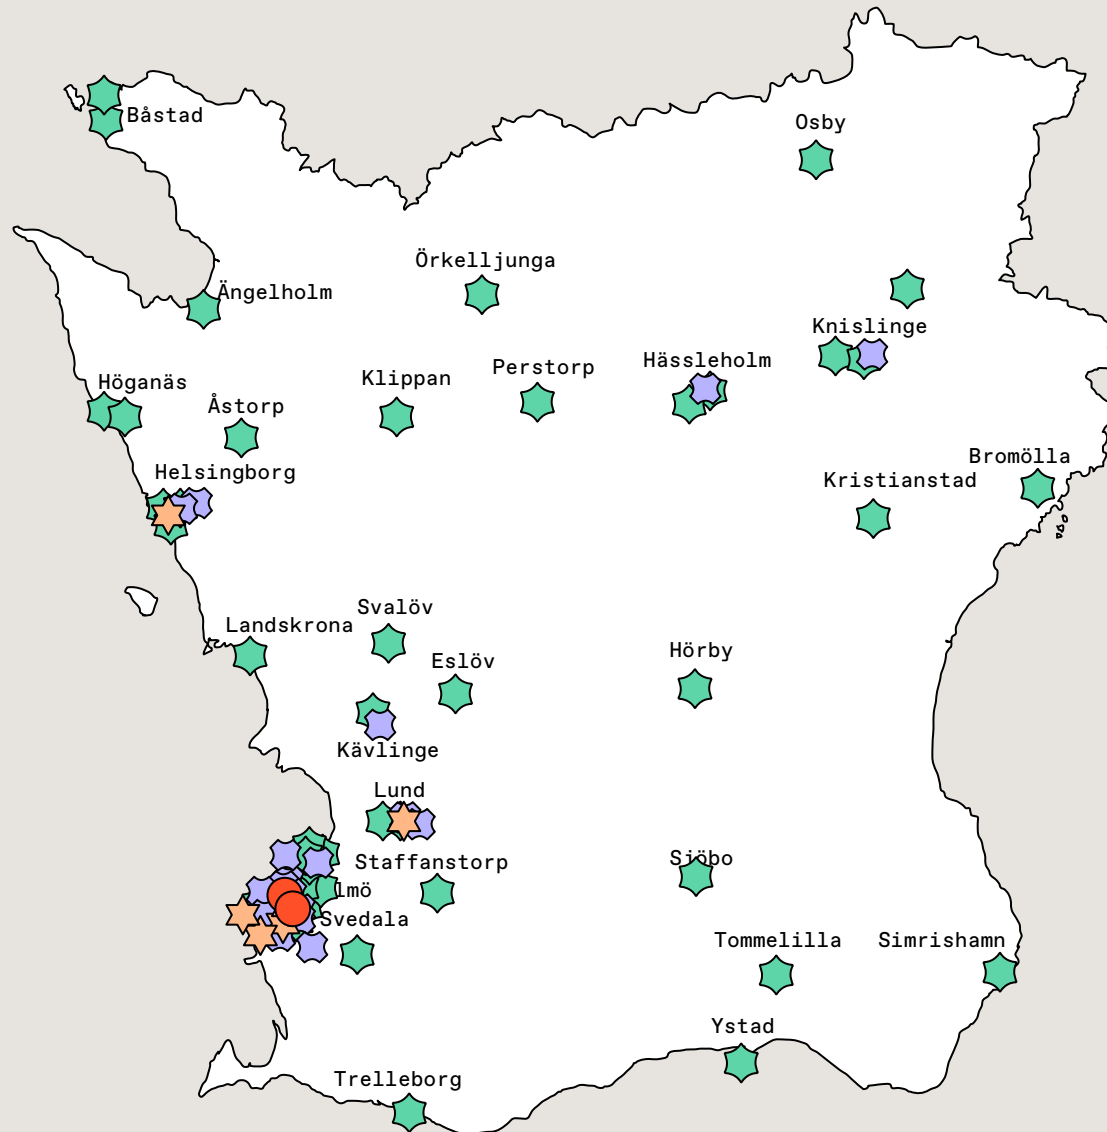 Båstad
Osby
Örkelljunga
Ängelholm
Knislinge
Hässleholm
Perstorp
Klippan
Höganäs
Åstorp
Bromölla
Helsingborg
Kristianstad
Svalöv
Landskrona
Hörby
Eslöv
Kävlinge
Lund
Sjöbo
Staffanstorp
lmö
Svedala
Tommelilla
Simrishamn
Ystad
Trelleborg